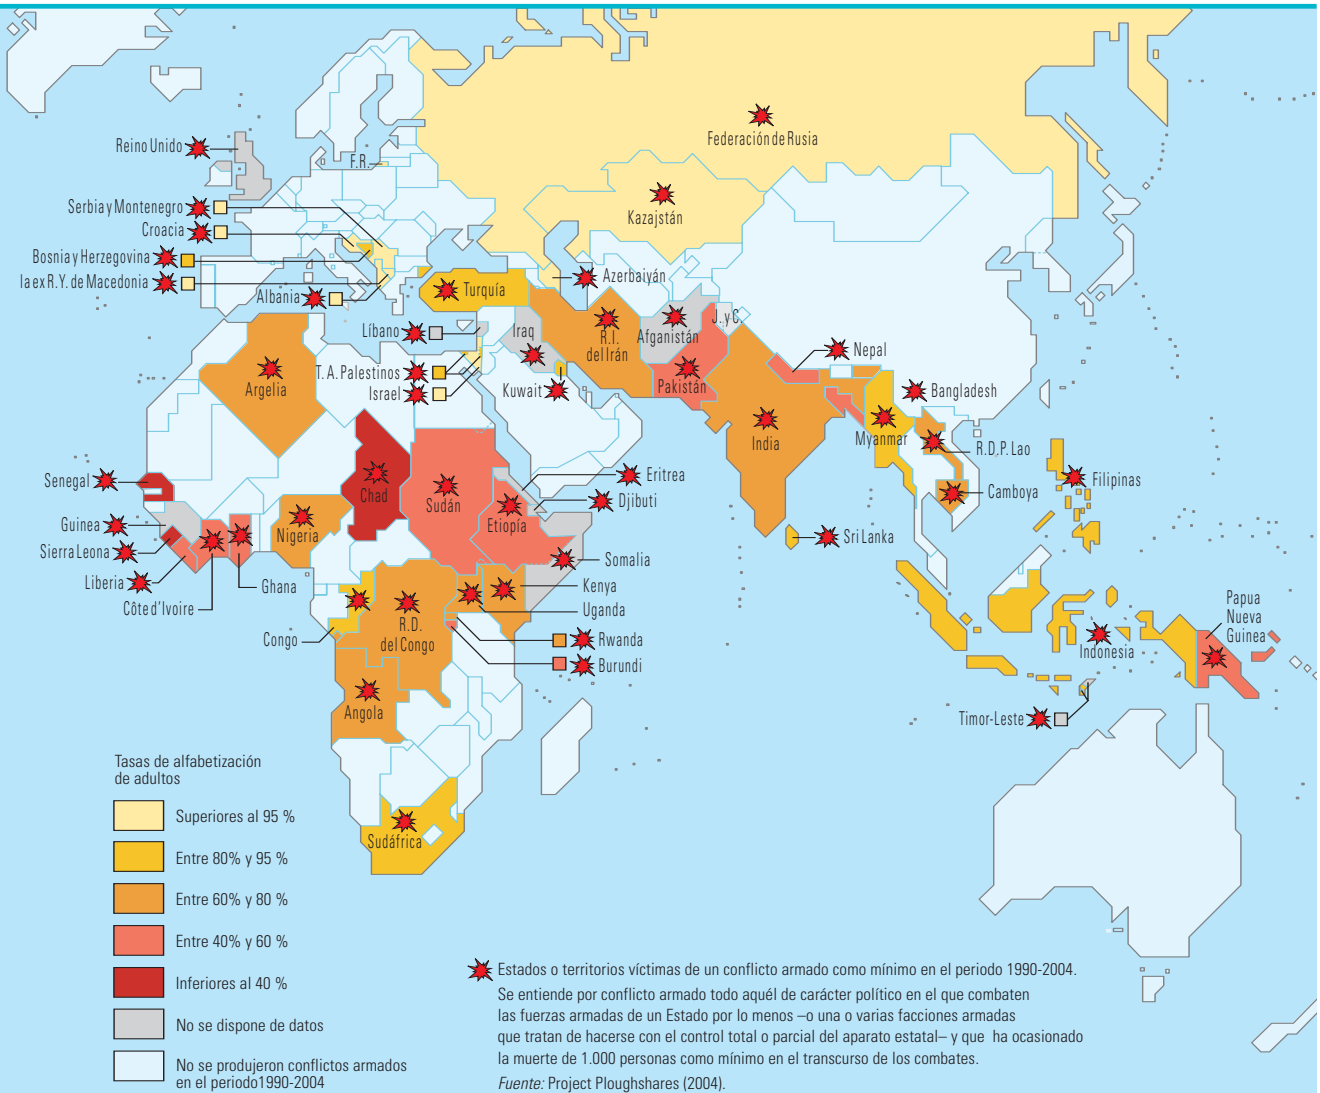 Federación de Rusia
Reino Unido
F.R.
Kazajstán
Serbia y Montenegro
Croacia
Bosnia y Herzegovina
la ex R.Y. de Macedonia
Albania
Turquía
Azerbaiyán
Líbano
Iraq
R.I.
del Irán
Afganistán
J. y C.
T. A. Palestinos
Israel
Kuwait
Pakistán
Nepal
Argelia
Bangladesh
India
Myanmar
R.D.P. Lao
Senegal
Chad
Sudán
Eritrea
Djibuti
Camboya
Filipinas
Guinea
Nigeria
Etiopía
Sierra Leona
Sri Lanka
Somalia
Liberia
Ghana
Kenya
Côte d'Ivoire
Uganda
Congo
R.D.
del Congo
Rwanda
Burundi
Papua
Nueva
Guinea
Indonesia
Angola
Timor-Leste
Sudáfrica
Tasas de alfabetización
de adultos
Superiores al 95 %
Entre 80% y 95 %
Entre 60% y 80 %
Entre 40% y 60 %
Inferiores al 40 %
No se dispone de datos
No se produjeron conflictos armados
en el periodo1990-2004
Estados o territorios víctimas de un conflicto armado como mínimo en el periodo 1990-2004.
Se entiende por conflicto armado todo aquél de carácter político en el que combaten
las fuerzas armadas de un Estado por lo menos –o una o varias facciones armadas
que tratan de hacerse con el control total o parcial del aparato estatal– y que ha ocasionado
la muerte de 1.000 personas como mínimo en el transcurso de los combates.
Fuente: Project Ploughshares (2004).